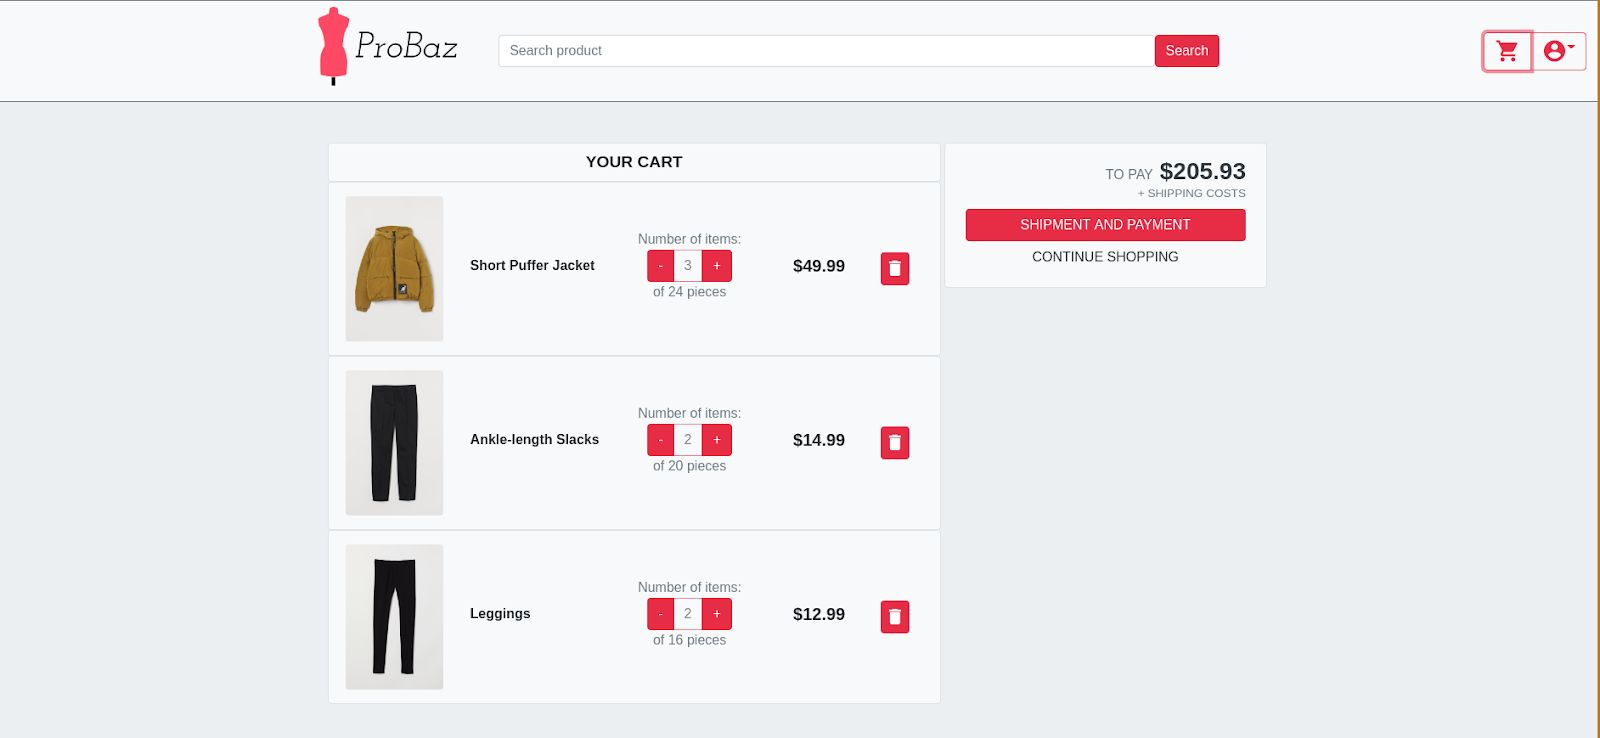 ProBaz
Search product
Search
YOUR CART
Short Puffer Jacket
Number of items:
- 3 +
of 24 pieces
$49.99
Ankle-length Slacks
Number of items:
- 2 +
of 20 pieces
$14.99
Leggings
Number of items:
- 2 +
of 16 pieces
$12.99
TO PAY $205.93
+ SHIPPING COSTS
SHIPMENT AND PAYMENT
CONTINUE SHOPPING